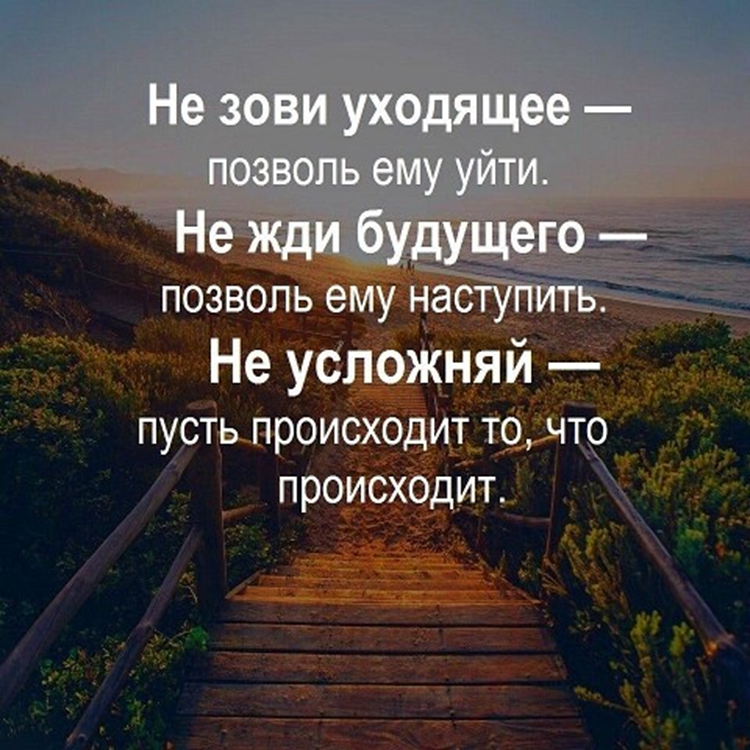 Не зови уходящее —
позволь ему уйти.
Не жди будущего —
позволь ему наступить.
Не усложняй —
пусть происходит то, что
происходит.